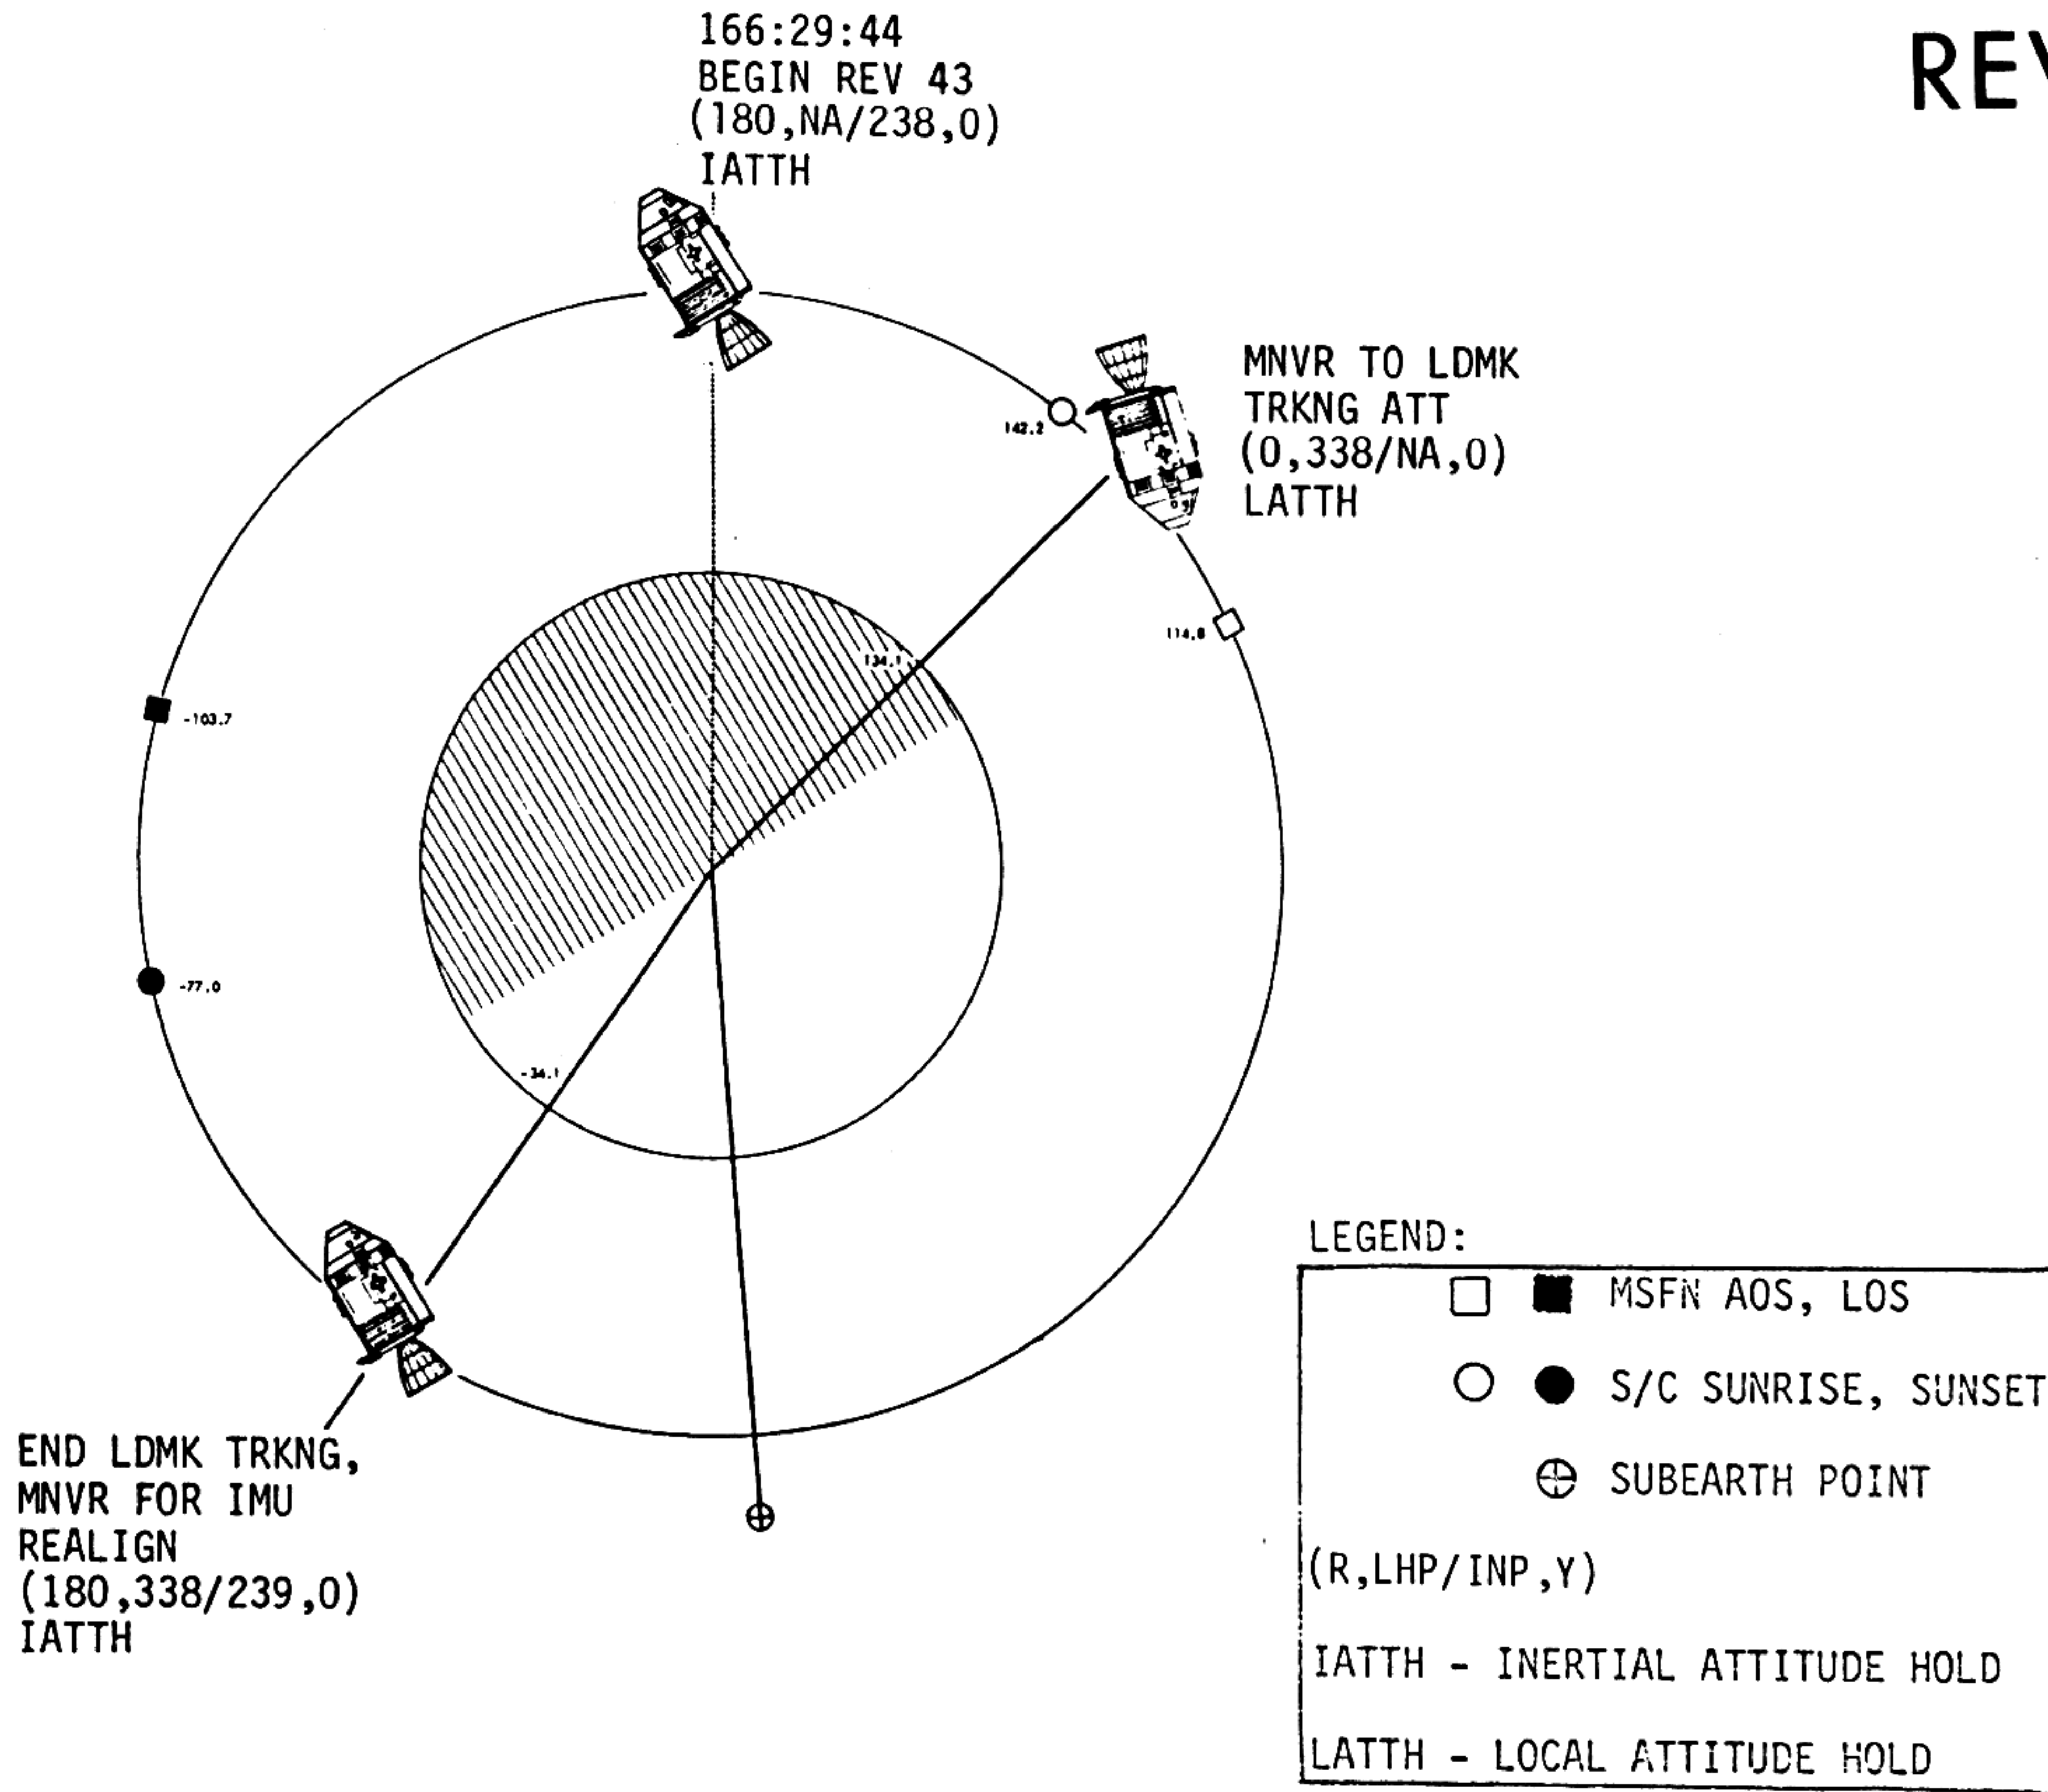 166:29:44
BEGIN REV 43
(180,NA/238,0)
IATTH
REV
MNVR TO LDMK
TRKNG ATT
(0,338/NA,0)
LATTH
142.2
114.8
134.1
-103.7
-77.0
-34.1
END LDMK TRKNG,
MNVR FOR IMU
REALIGN
(180,338/239,0)
IATTH
LEGEND:
MSFN AOS, LOS
S/C SUNRISE, SUNSET
SUBEARTH POINT
(R,LHP/INP,Y)
IATTH - INERTIAL ATTITUDE HOLD
LATTH - LOCAL ATTITUDE HOLD